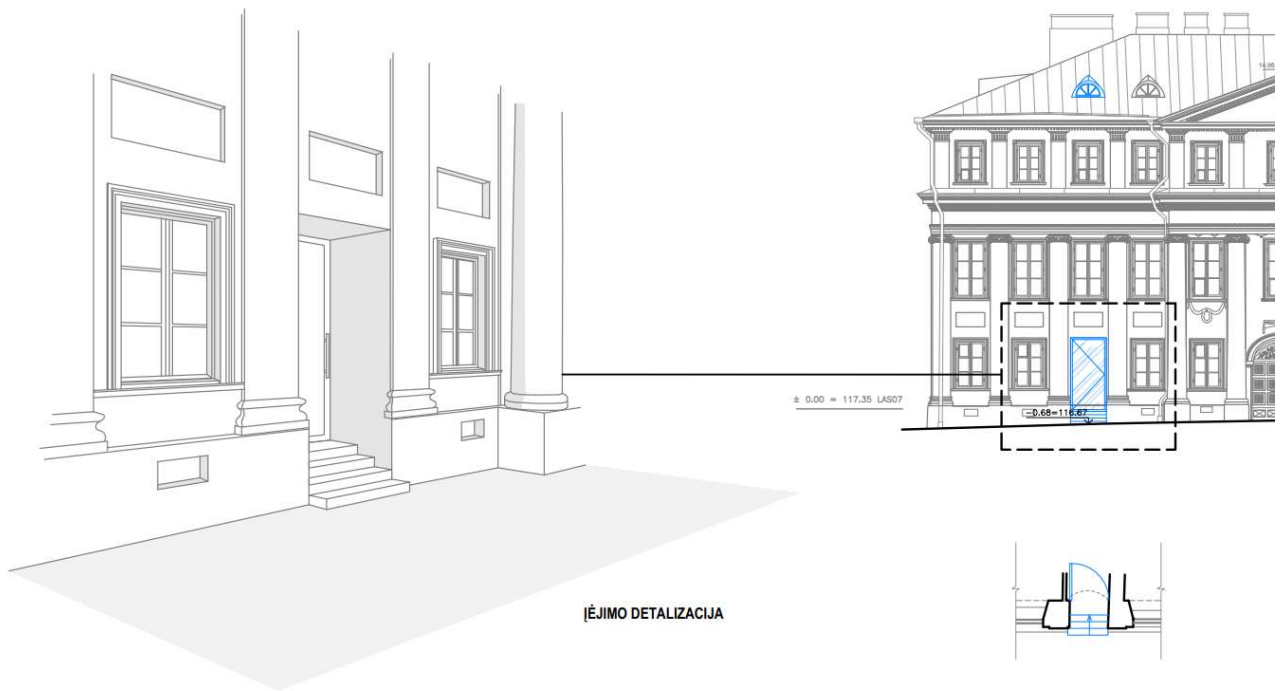 ± 0.00 = 117.35 LAS07
-0.68=116.67
ĮĖJIMO DETALIZACIJA